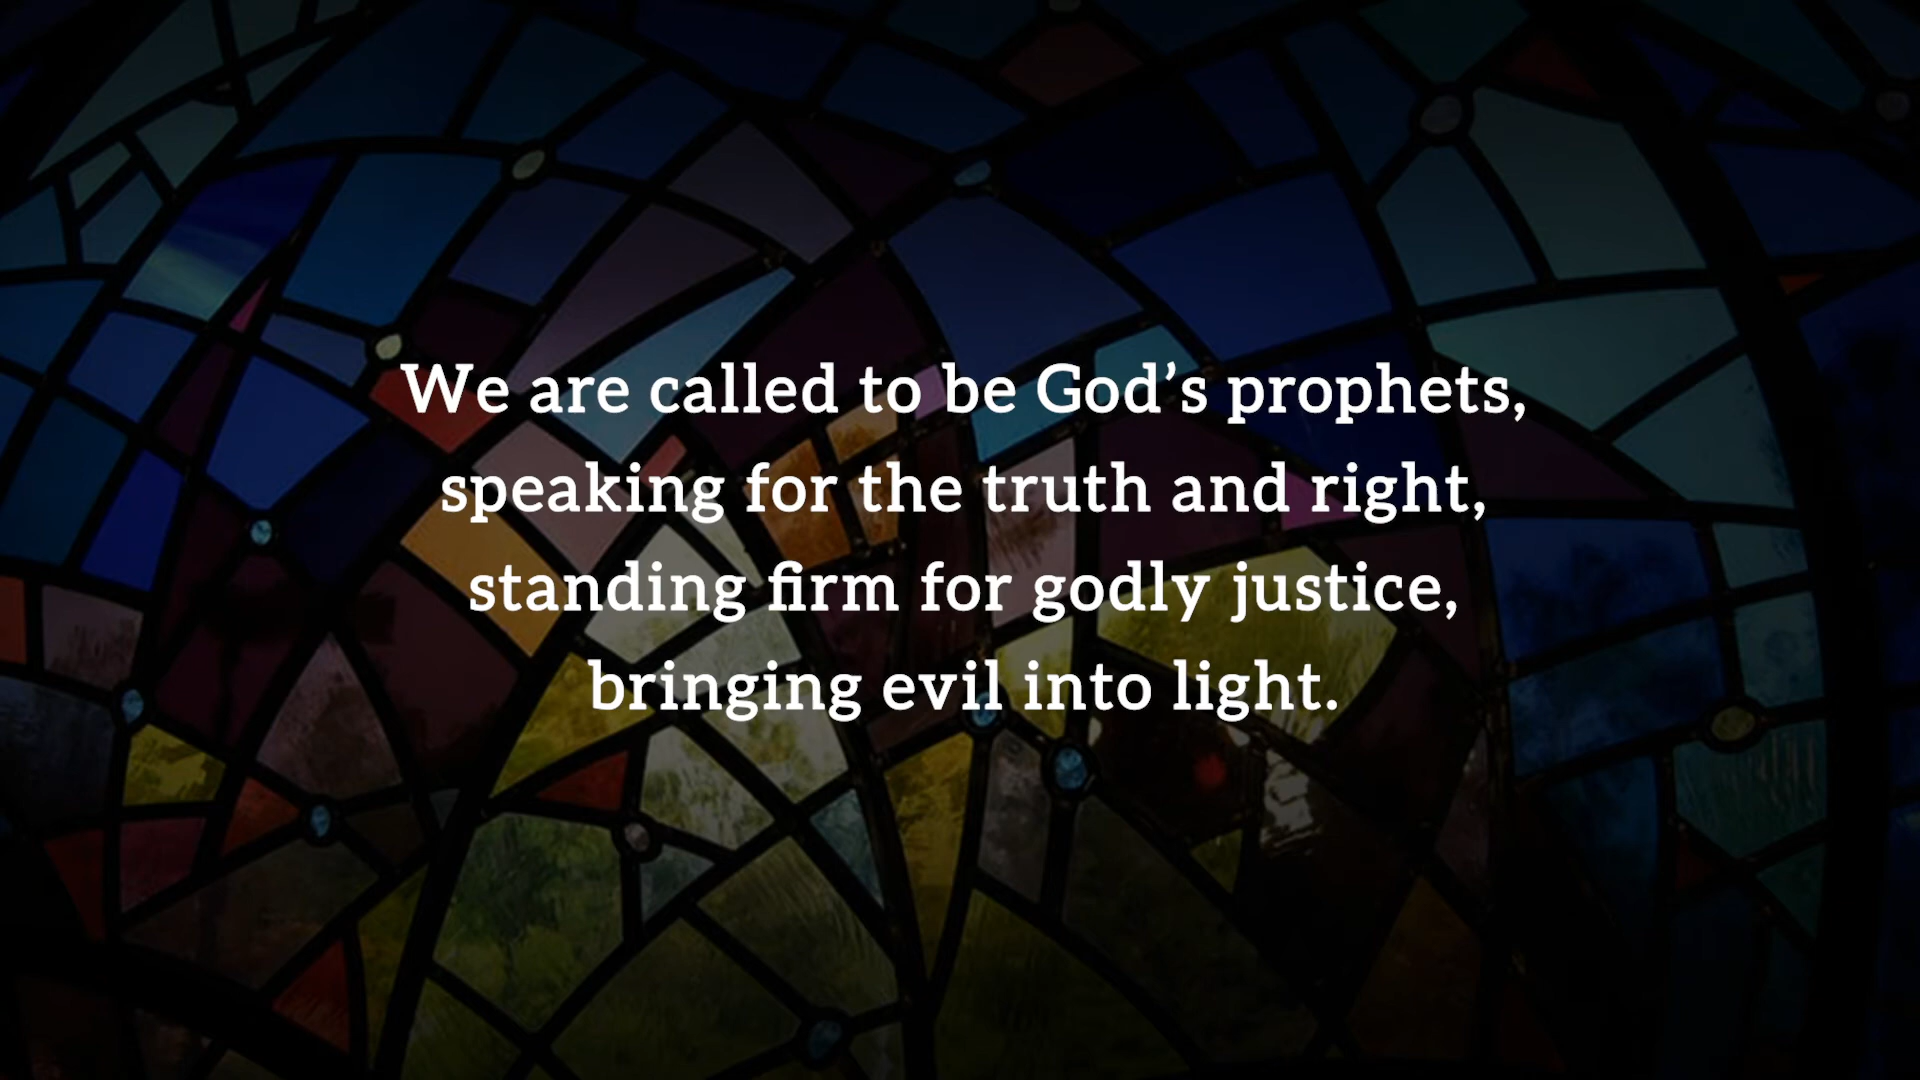 We are called to be God’s prophets,
speaking for the truth and right,
standing firm for godly justice,
bringing evil into light.